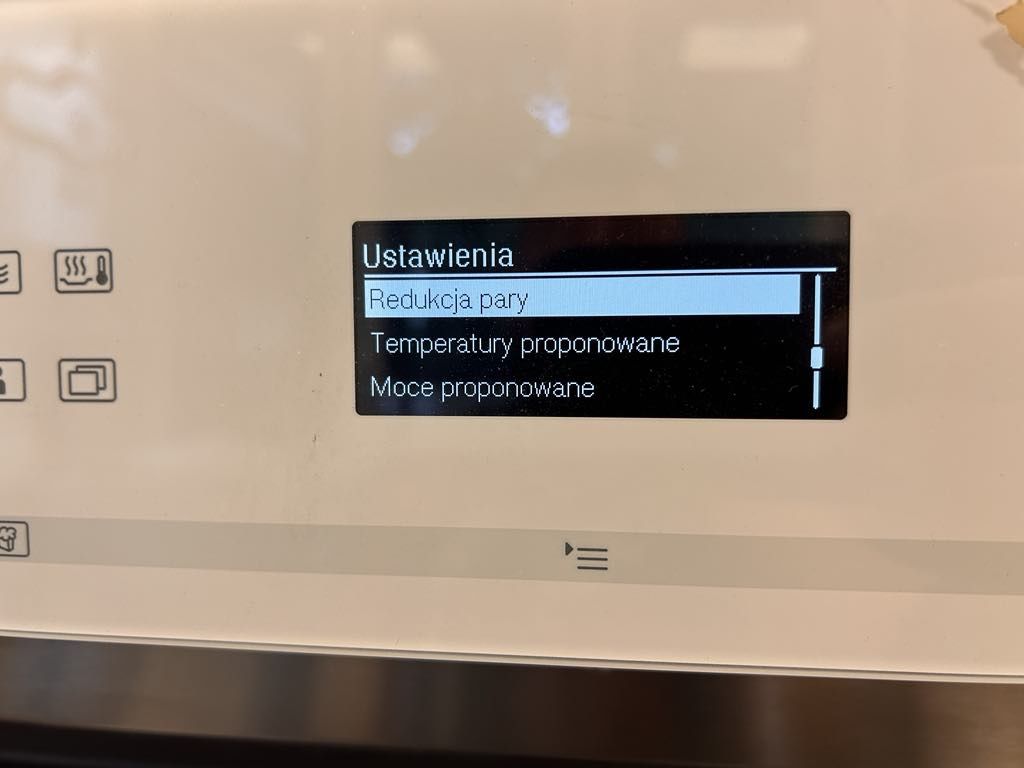 Ustawienia
Redukcja pary
Temperatury proponowane
Moce proponowane